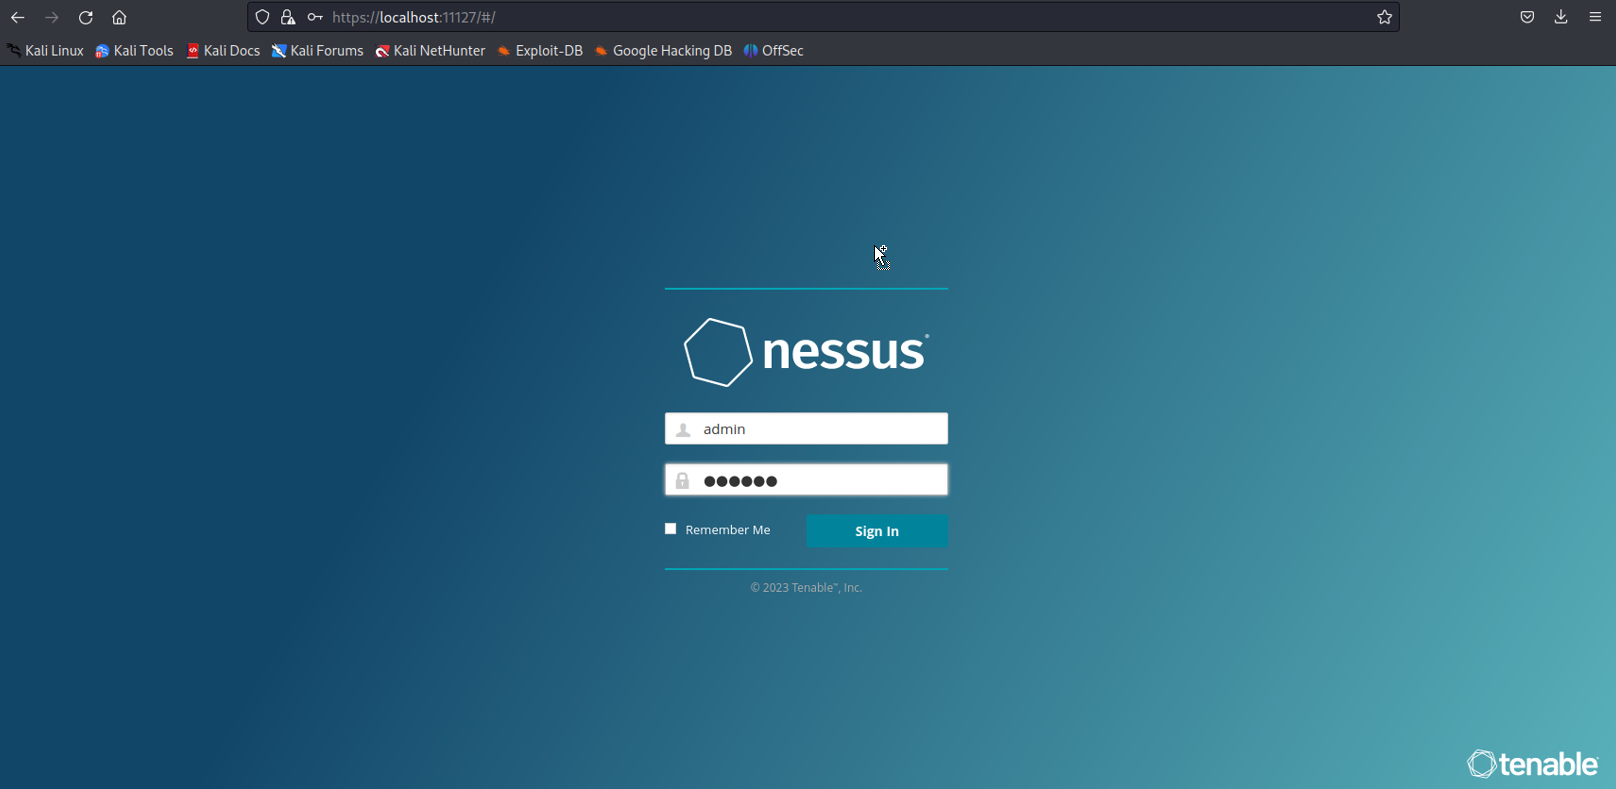 https://localhost:11127/#/
Kali Linux Kali Tools Kali Docs Kali Forums Kali NetHunter Exploit-DB Google Hacking DB OffSec
nessus®
admin
●●●●●●
Remember Me Sign In
© 2023 Tenable™, Inc.
tenable